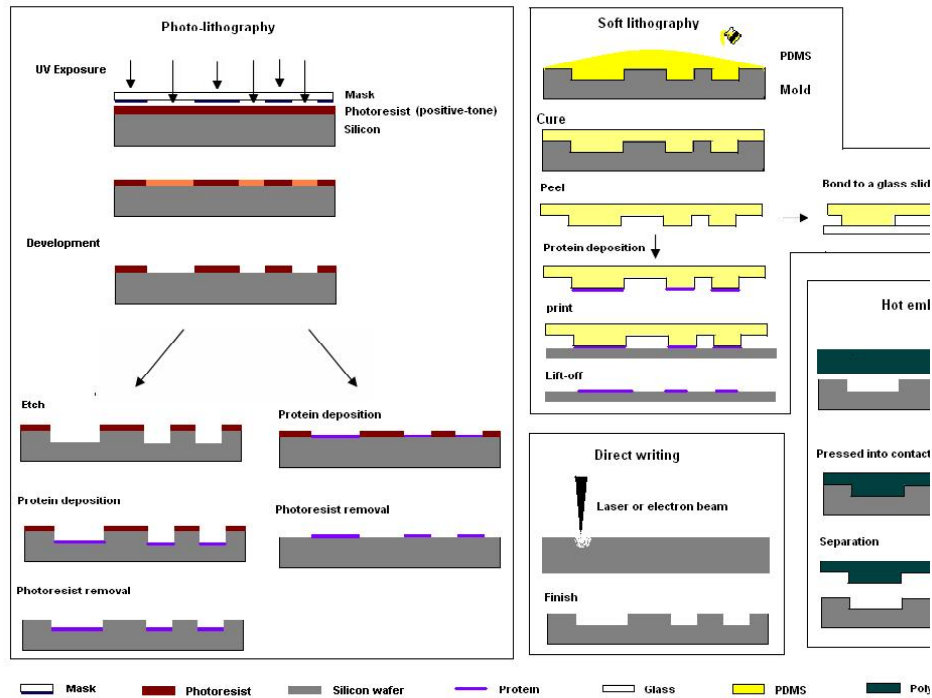 Photo-lithography
UV Exposure
Mask
Photoresist (positive-tone)
Silicon
Development
Etch
Protein deposition
Photoresist removal
Protein deposition
Photoresist removal
Soft lithography
PDMS
Mold
Cure
Peel
Bond to a glass slid
Protein deposition
print
Lift-off
Direct writing
Laser or electron beam
Finish
Hot emb
Pressed into contact
Separation
Mask
Photoresist
Silicon wafer
Protein
Glass
PDMS
Poly